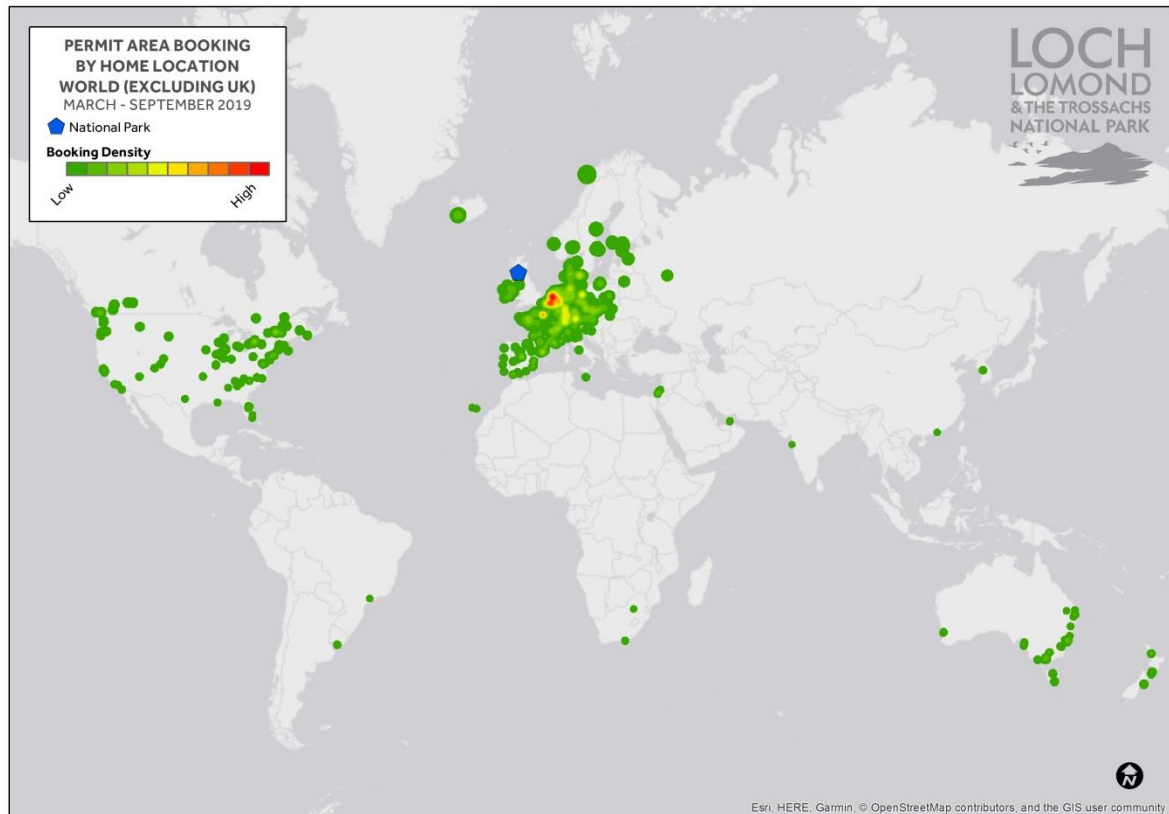 PERMIT AREA BOOKING
BY HOME LOCATION
WORLD (EXCLUDING UK)
MARCH - SEPTEMBER 2019
National Park
Booking Density
Low
High
LOCH
LOMOND
& THE TROSSACHS
NATIONAL PARK
N
Esri, HERE, Garmin, © OpenStreetMap contributors, and the GIS user community